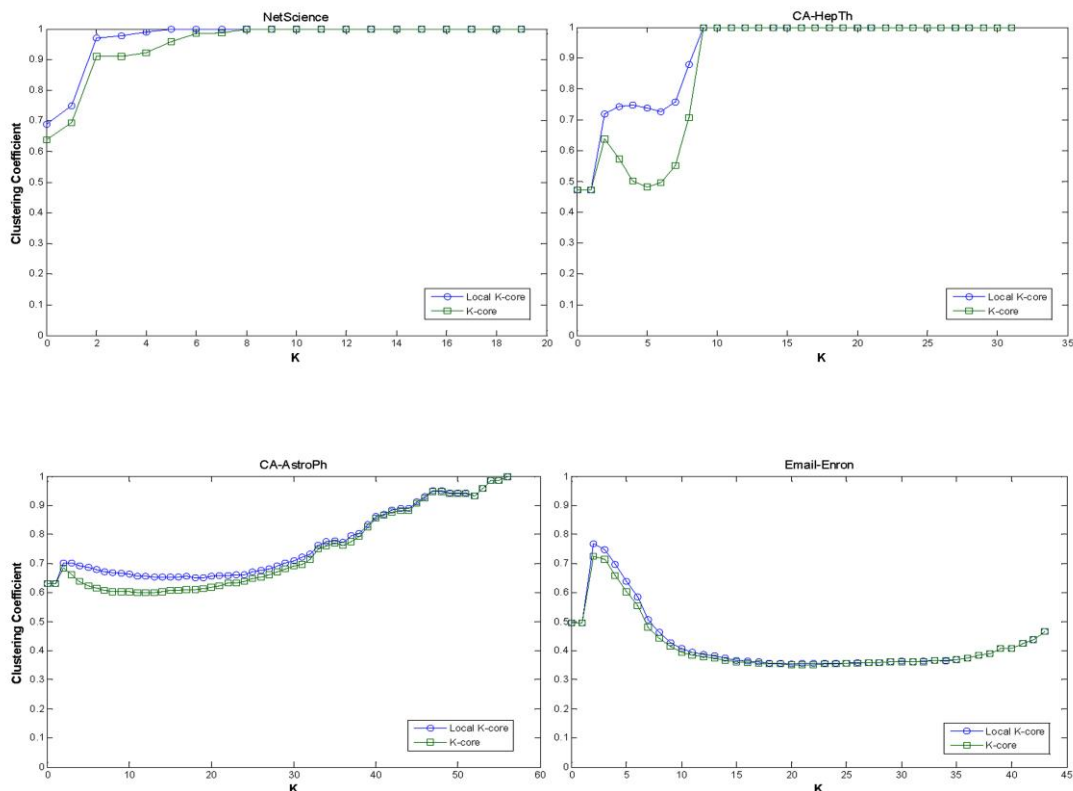 NetScience
1
0.9
0.8
0.7
0.6
0.5
0.4
0.3
0.2
0.1
0
Clustering Coefficient
0 2 4 6 8 10 12 14 16 18 20
K
Local K-core
K-core
CA-HepTh
1
0.9
0.8
0.7
0.6
0.5
0.4
0.3
0.2
0.1
0
0 5 10 15 20 25 30 35
K
Local K-core
K-core
CA-AstroPh
1
0.9
0.8
0.7
0.6
0.5
0.4
0.3
0.2
0.1
0
Clustering Coefficient
0 10 20 30 40 50 60
K
Local K-core
K-core
Email-Enron
1
0.9
0.8
0.7
0.6
0.5
0.4
0.3
0.2
0.1
0
0 5 10 15 20 25 30 35 40 45
K
Local K-core
K-core